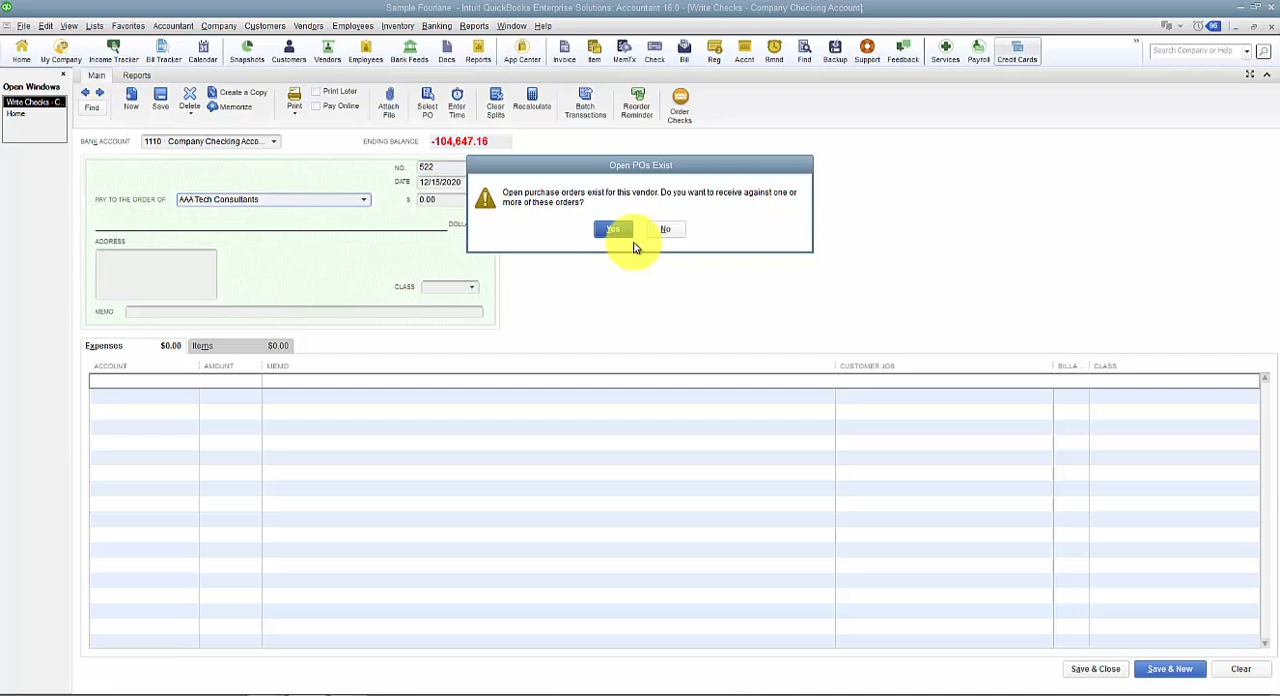 Sample Fourlane - Intuit QuickBooks Enterprise Solutions: Accountant 16.0 - [Write Checks - Company Checking Account]
File Edit View Lists Favorites Accountant Company Customers Vendors Employees Inventory Banking Reports Window Help 96
Home My Company Income Tracker Bill Tracker Calendar Snapshots Customers Vendors Employees Bank Feeds Docs Reports App Center Invoice Item MemTx Check Bill Reg Accnt Rmnd Find Backup Support Feedback Services Payroll Credit Cards Search Company or Help
Open Windows
Write Checks - C...
Home
Main Reports
Find New Save Delete Create a Copy Memorize Print Print Later Pay Online Attach File Select PO Enter Time Clear Splits Recalculate Batch Transactions Reorder Reminder Order Checks
BANK ACCOUNT 1110 · Company Checking Acco... ENDING BALANCE -104,647.16
NO. 522
DATE 12/15/2020
PAY TO THE ORDER OF AAA Tech Consultants $ 0.00
DOLL
ADDRESS
CLASS
MEMO
Open POs Exist
Open purchase orders exist for this vendor. Do you want to receive against one or
more of these orders?
Yes No
Expenses $0.00 Items $0.00
ACCOUNT AMOUNT MEMO CUSTOMER:JOB BILLA... CLASS
Save & Close Save & New Clear